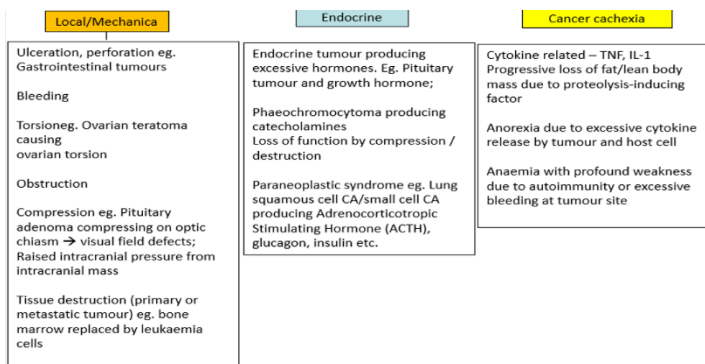 Local/Mechanica
Ulceration, perforation eg.
Gastrointestinal tumours
Bleeding
Torsioneg. Ovarian teratoma
causing
ovarian torsion
Obstruction
Compression eg. Pituitary
adenoma compressing on optic
chiasm → visual field defects;
Raised intracranial pressure from
intracranial mass
Tissue destruction (primary or
metastatic tumour) eg. bone
marrow replaced by leukaemia
cells
Endocrine
Endocrine tumour producing
excessive hormones. Eg. Pituitary
tumour and growth hormone;
Phaeochromocytoma producing
catecholamines
Loss of function by compression /
destruction
Paraneoplastic syndrome eg. Lung
squamous cell CA/small cell CA
producing Adrenocorticotropic
Stimulating Hormone (ACTH),
glucagon, insulin etc.
Cancer cachexia
Cytokine related – TNF, IL-1
Progressive loss of fat/lean body
mass due to proteolysis-inducing
factor
Anorexia due to excessive cytokine
release by tumour and host cell
Anaemia with profound weakness
due to autoimmunity or excessive
bleeding at tumour site